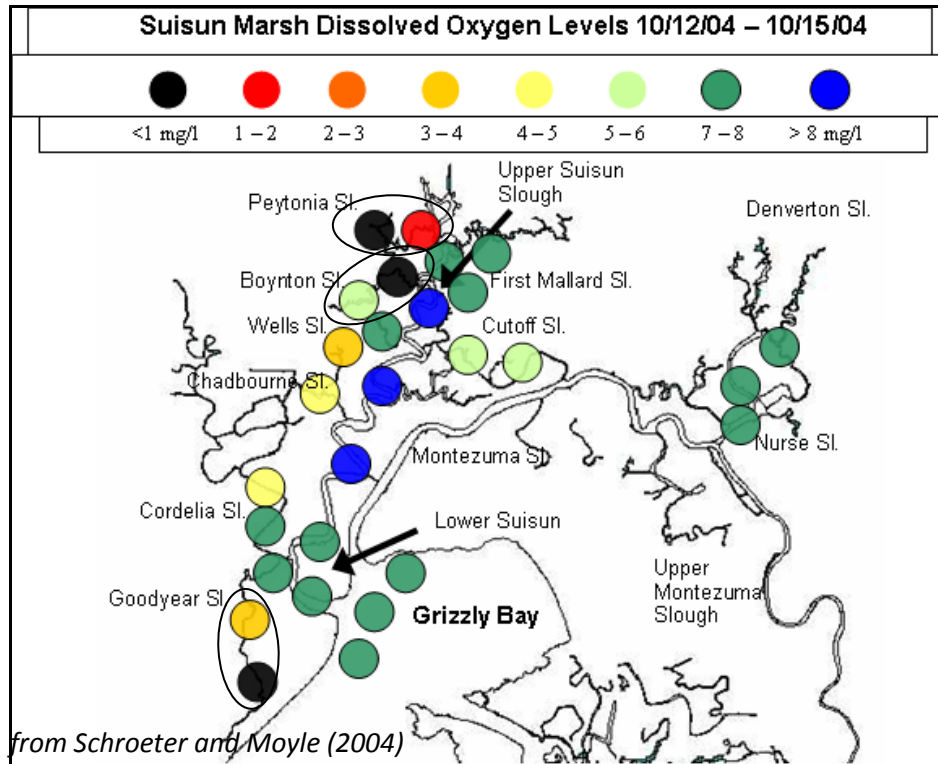 Suisun Marsh Dissolved Oxygen Levels 10/12/04 – 10/15/04
<1 mg/l 1 – 2 2 – 3 3 – 4 4 – 5 5 – 6 7 – 8 > 8 mg/l
Upper Suisun
Slough
Peytonia Sl.
Denverton Sl.
Boynton Sl.
First Mallard Sl.
Wells Sl.
Cutoff Sl.
Chadbourne Sl.
Nurse Sl.
Montezuma Sl.
Cordelia Sl.
Lower Suisun
Upper
Montezuma
Slough
Goodyear Sl
Grizzly Bay
from Schroeter and Moyle (2004)